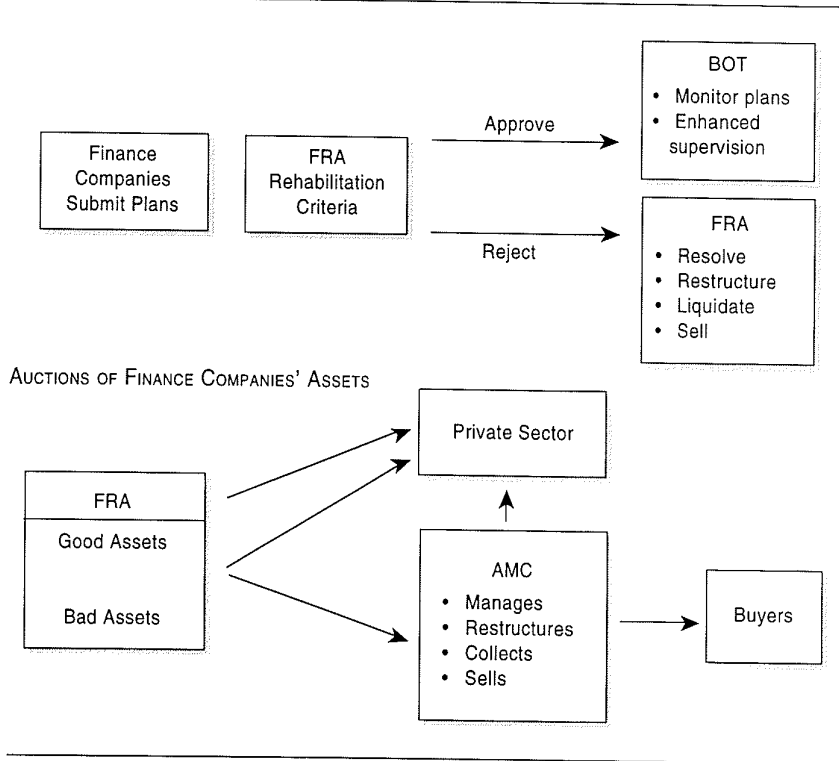 Finance
Companies
Submit Plans
FRA
Rehabilitation
Criteria
Approve
Reject
BOT
• Monitor plans
• Enhanced
supervision
FRA
• Resolve
• Restructure
• Liquidate
• Sell
AUCTIONS OF FINANCE COMPANIES' ASSETS
FRA
Good Assets
Bad Assets
Private Sector
AMC
• Manages
• Restructures
• Collects
• Sells
Buyers